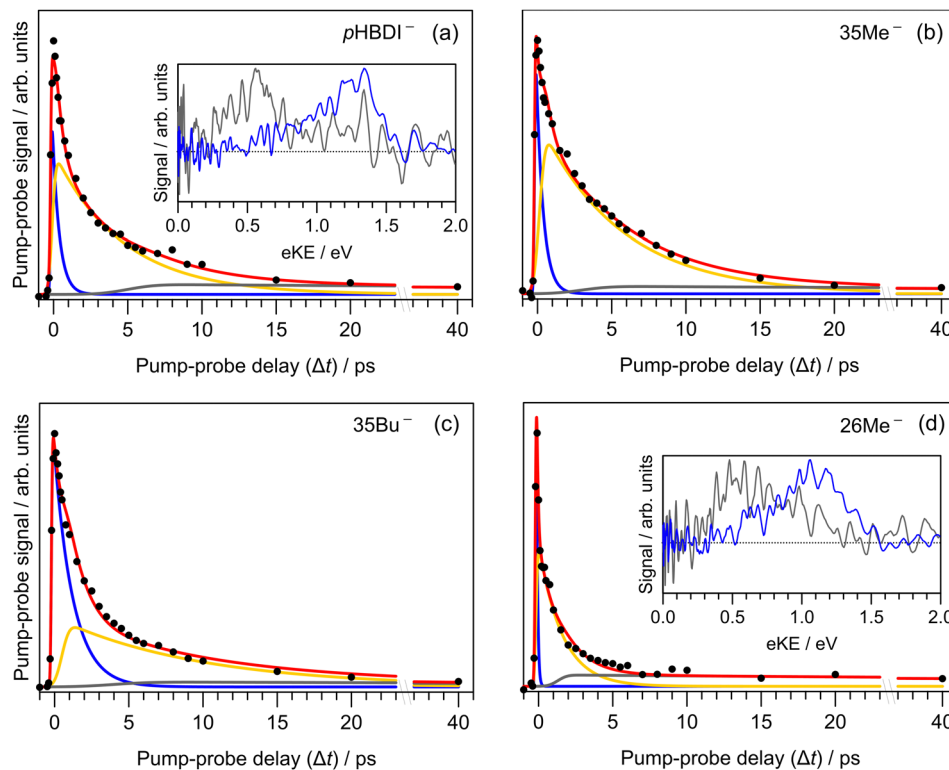 pHBDI⁻ (a)
Pump-probe signal / arb. units
Signal / arb. units
0.0 0.5 1.0 1.5 2.0
eKE / eV
0 5 10 15 20 40
Pump-probe delay (Δt) / ps
35Me⁻ (b)
0 5 10 15 20 40
Pump-probe delay (Δt) / ps
35Bu⁻ (c)
Pump-probe signal / arb. units
0 5 10 15 20 40
Pump-probe delay (Δt) / ps
26Me⁻ (d)
Signal / arb. units
0.0 0.5 1.0 1.5 2.0
eKE / eV
0 5 10 15 20 40
Pump-probe delay (Δt) / ps